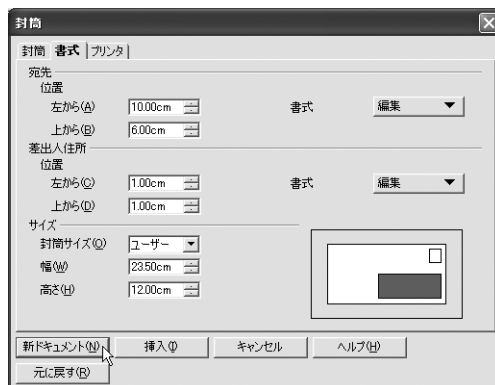 封筒
封筒 書式 プリンタ
宛先
位置
左から(A) 10.00cm 書式 編集
上から(B) 6.00cm
差出人住所
位置
左から(C) 1.00cm 書式 編集
上から(D) 1.00cm
サイズ
封筒サイズ(O) ユーザー
幅(W) 23.50cm
高さ(H) 12.00cm
新ドキュメント(N) 挿入(I) キャンセル ヘルプ(H)
元に戻す(R)